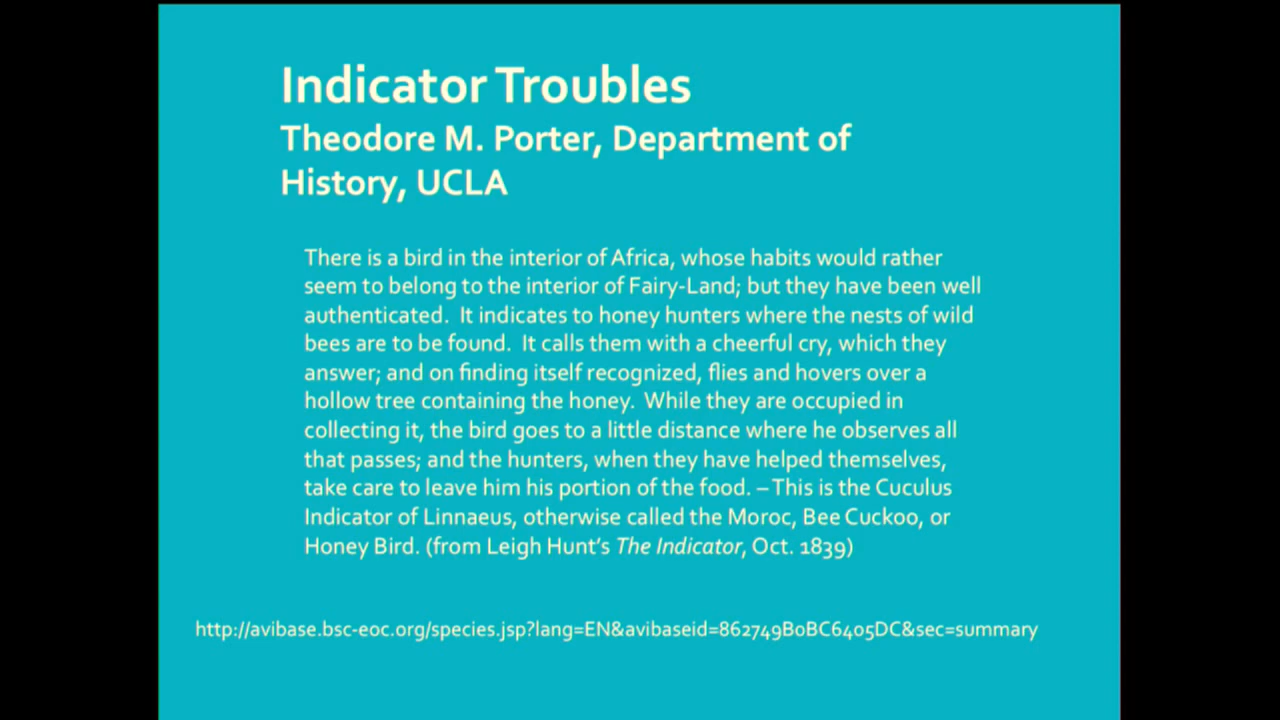 Indicator Troubles
Theodore M. Porter, Department of
History, UCLA
There is a bird in the interior of Africa, whose habits would rather
seem to belong to the interior of Fairy-Land; but they have been well
authenticated.  It indicates to honey hunters where the nests of wild
bees are to be found.  It calls them with a cheerful cry, which they
answer; and on finding itself recognized, flies and hovers over a
hollow tree containing the honey.  While they are occupied in
collecting it, the bird goes to a little distance where he observes all
that passes; and the hunters, when they have helped themselves,
take care to leave him his portion of the food. – This is the Cuculus
Indicator of Linnaeus, otherwise called the Moroc, Bee Cuckoo, or
Honey Bird. (from Leigh Hunt’s The Indicator, Oct. 1839)
http://avibase.bsc-eoc.org/species.jsp?lang=EN&avibaseid=862749B0BC6405DC&sec=summary